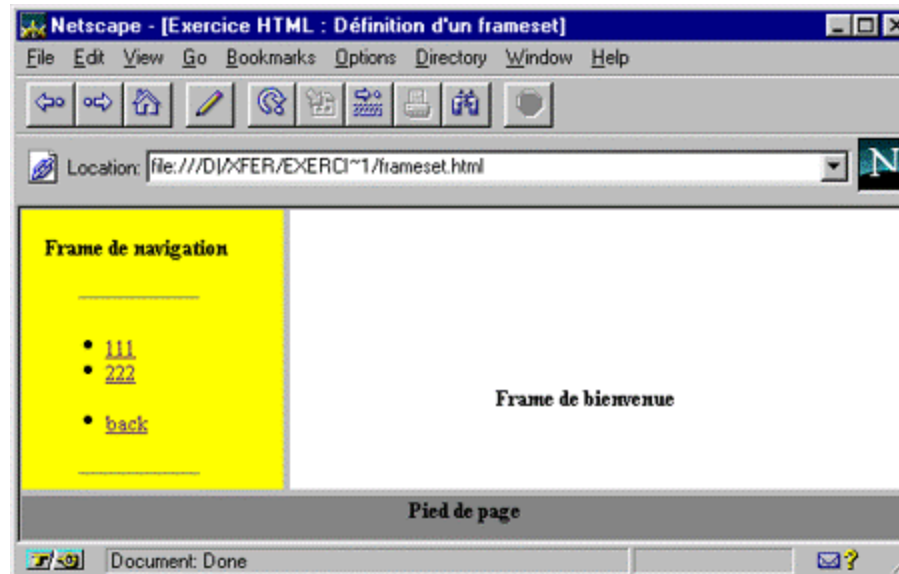 Netscape - [Exercice HTML : Définition d'un frameset]
File Edit View Go Bookmarks Options Directory Window Help
Location: file:///D|/XFER/EXERCI~1/frameset.html
N
Frame de navigation
111
222
back
Frame de bienvenue
Pied de page
Document: Done